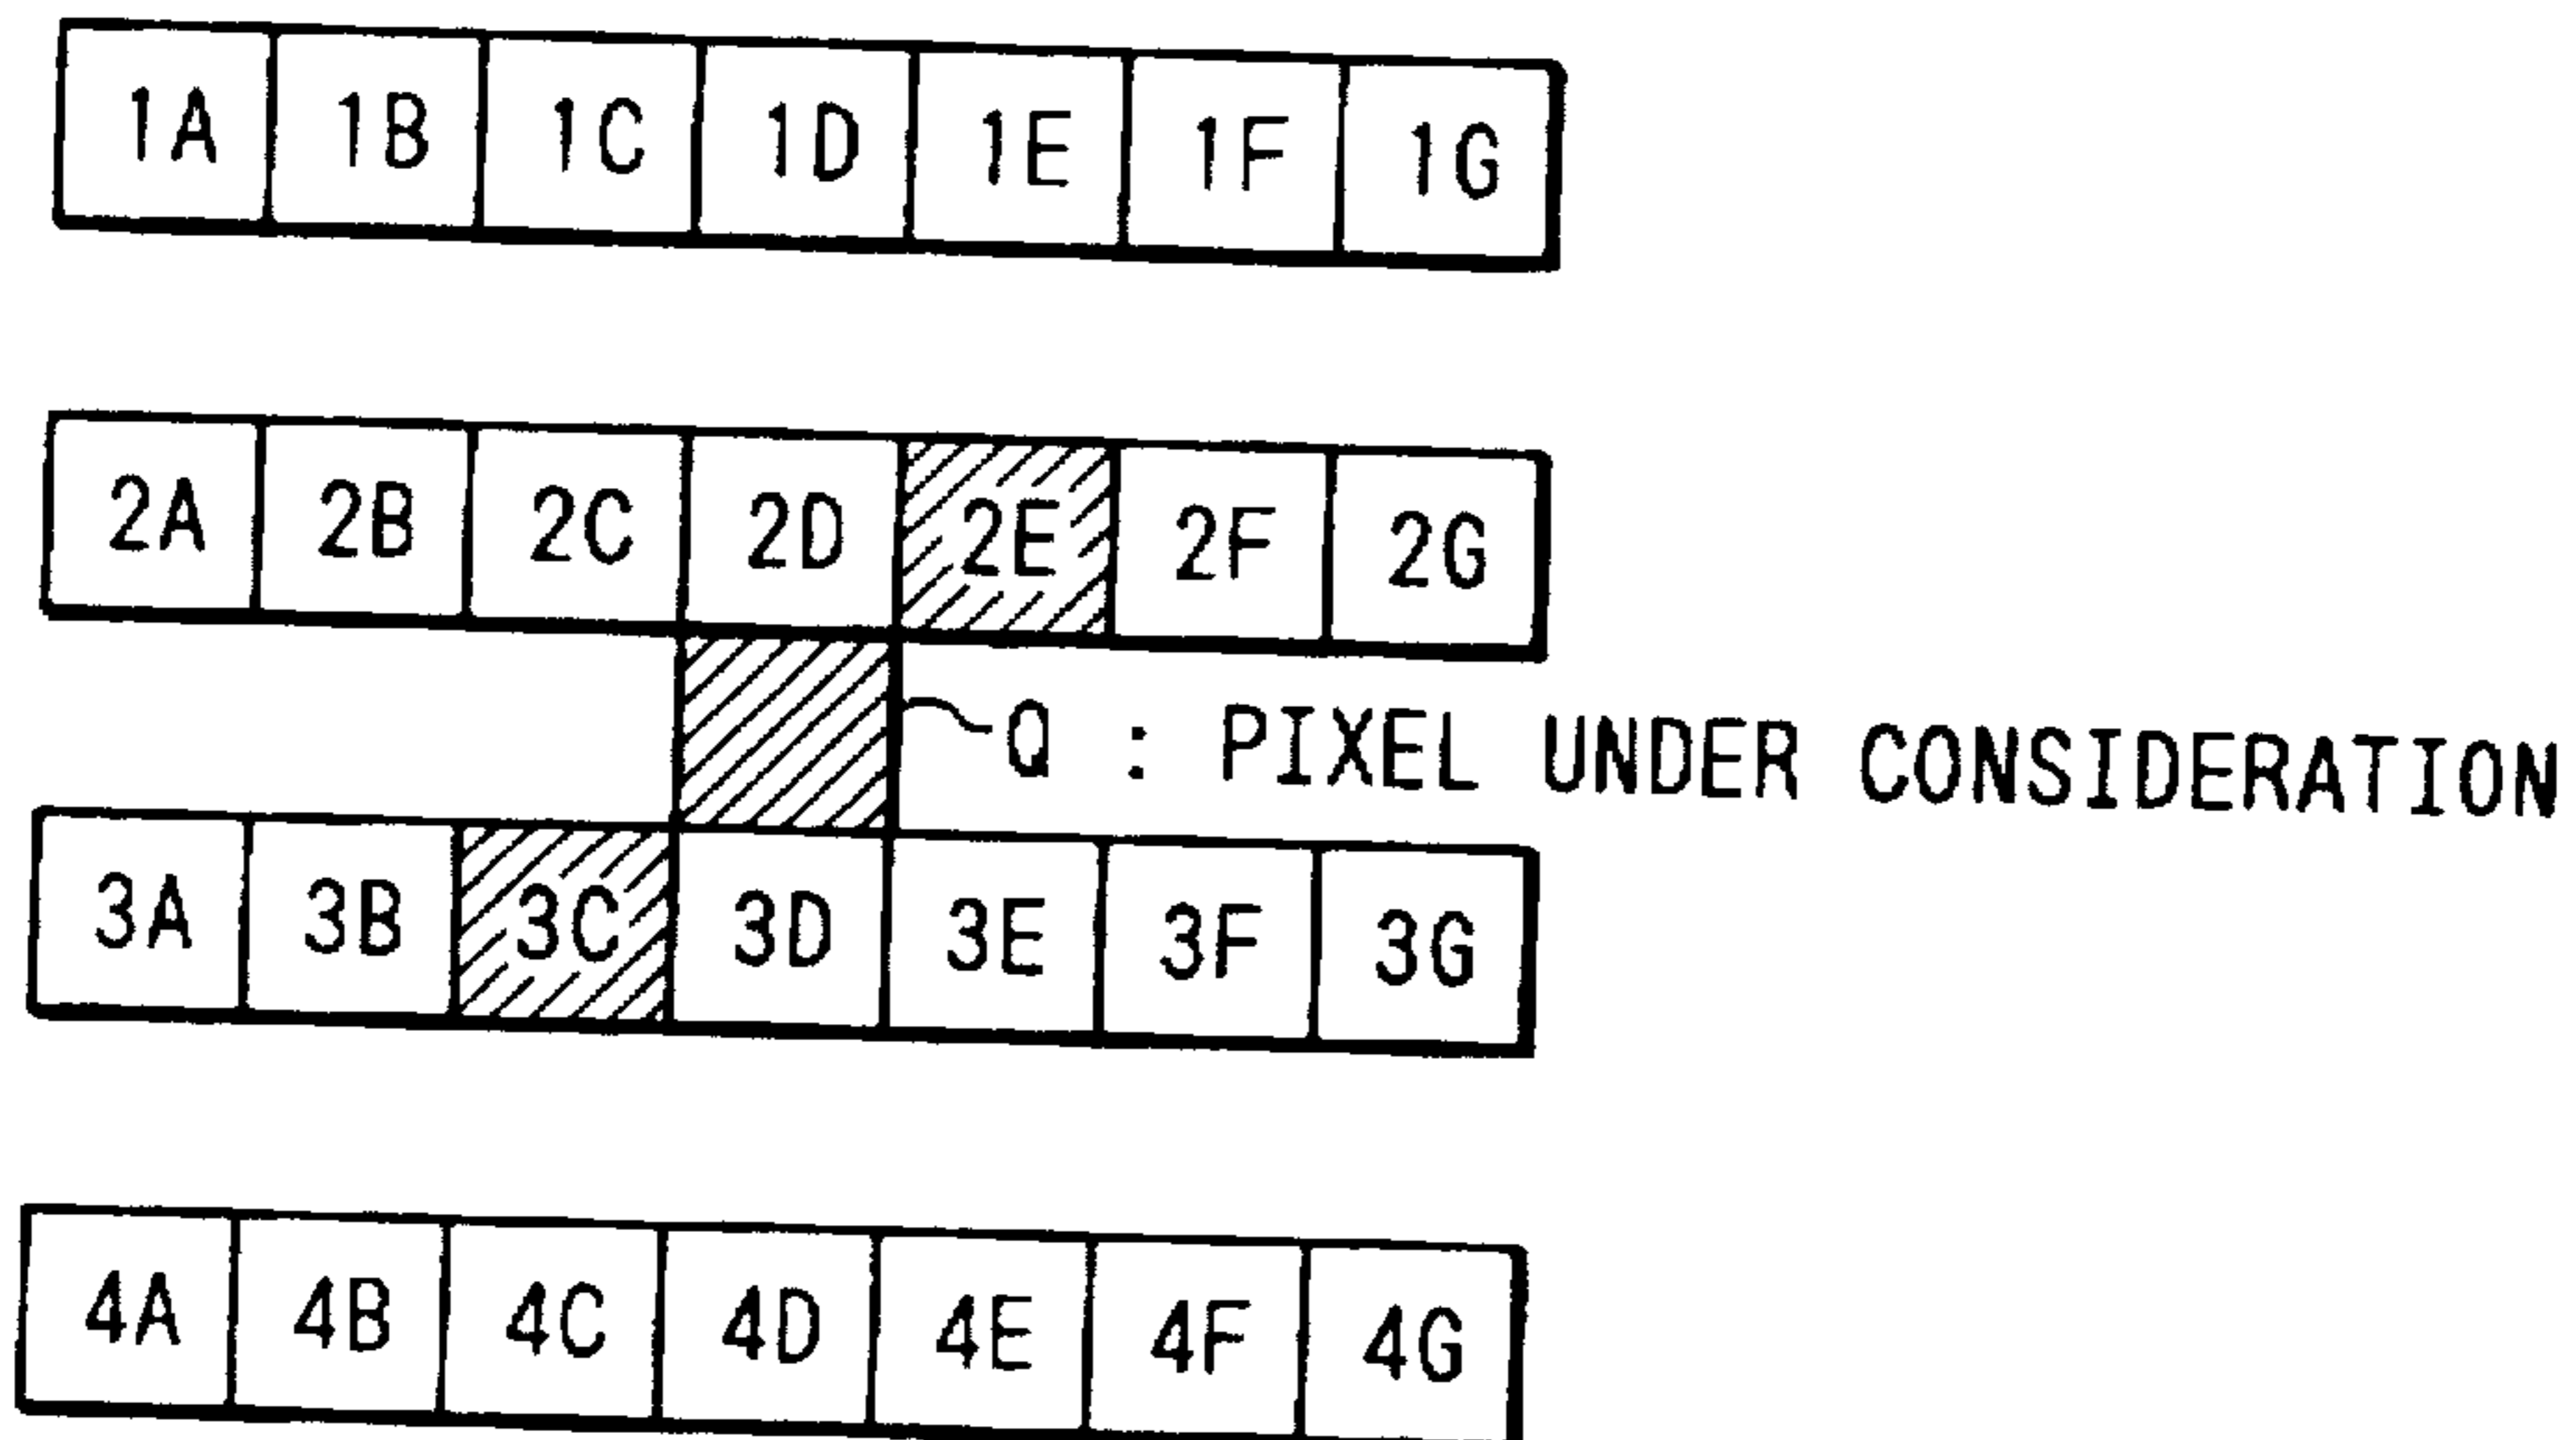 1A 1B 1C 1D 1E 1F 1G
2A 2B 2C 2D 2E 2F 2G
Q : PIXEL UNDER CONSIDERATION
3A 3B 3C 3D 3E 3F 3G
4A 4B 4C 4D 4E 4F 4G